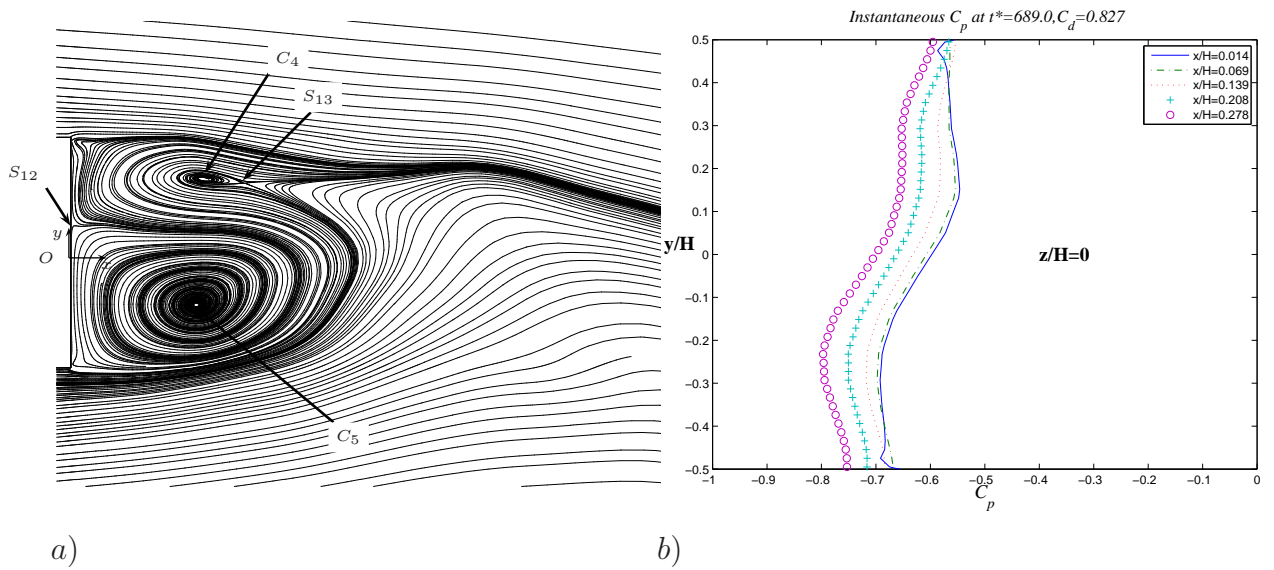 C4
S13
S12
y
O
x
C5
a)
Instantaneous Cp at t*=689.0,Cd=0.827
x/H=0.014
x/H=0.069
x/H=0.139
x/H=0.208
x/H=0.278
0.5
0.4
0.3
0.2
0.1
0
−0.1
−0.2
−0.3
−0.4
−0.5
y/H
z/H=0
−1 −0.9 −0.8 −0.7 −0.6 −0.5 −0.4 −0.3 −0.2 −0.1 0
Cp
b)